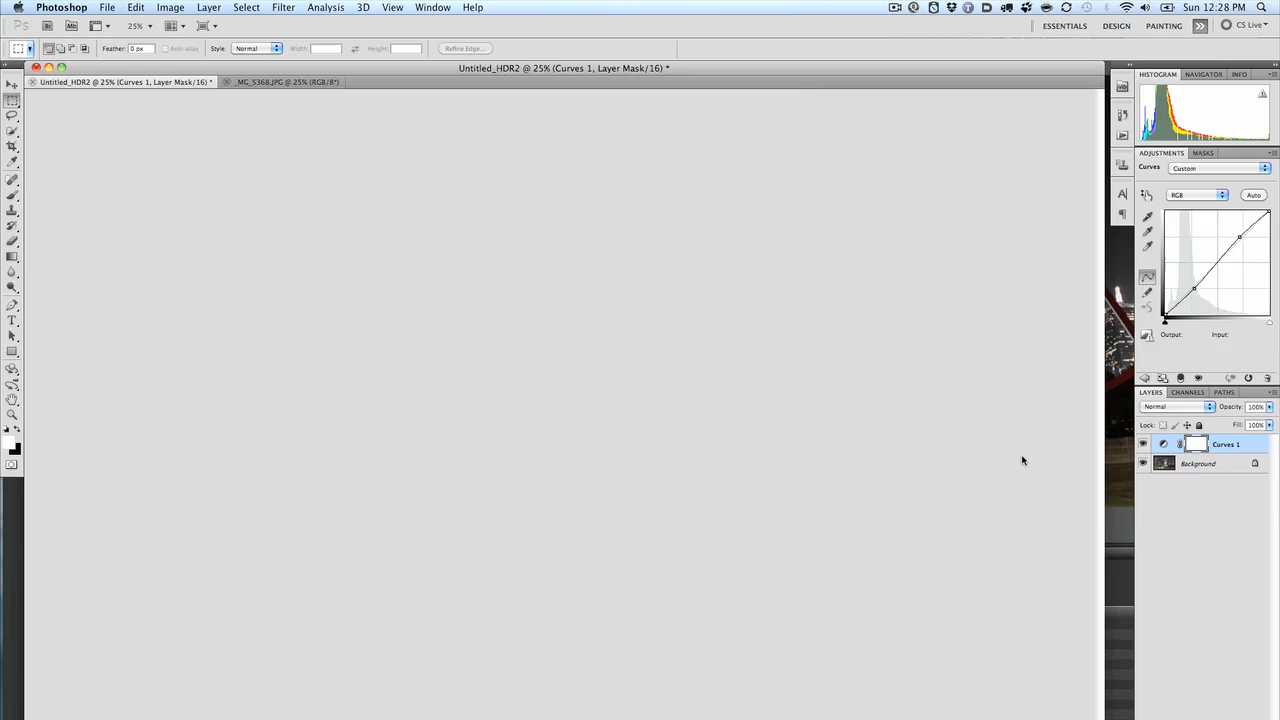 Photoshop File Edit Image Layer Select Filter Analysis 3D View Window Help Sun 12:28 PM
Ps Br Mb 25% ESSENTIALS DESIGN PAINTING CS Live
Feather: 0 px Anti-alias Style: Normal Width: Height: Refine Edge...
Untitled_HDR2 @ 25% (Curves 1, Layer Mask/16) *
Untitled_HDR2 @ 25% (Curves 1, Layer Mask/16) * _MG_5368.JPG @ 25% (RGB/8*)
HISTOGRAM NAVIGATOR INFO
ADJUSTMENTS MASKS
Curves Custom
RGB Auto
Output: Input:
LAYERS CHANNELS PATHS
Normal Opacity: 100%
Lock: Fill: 100%
Curves 1
Background